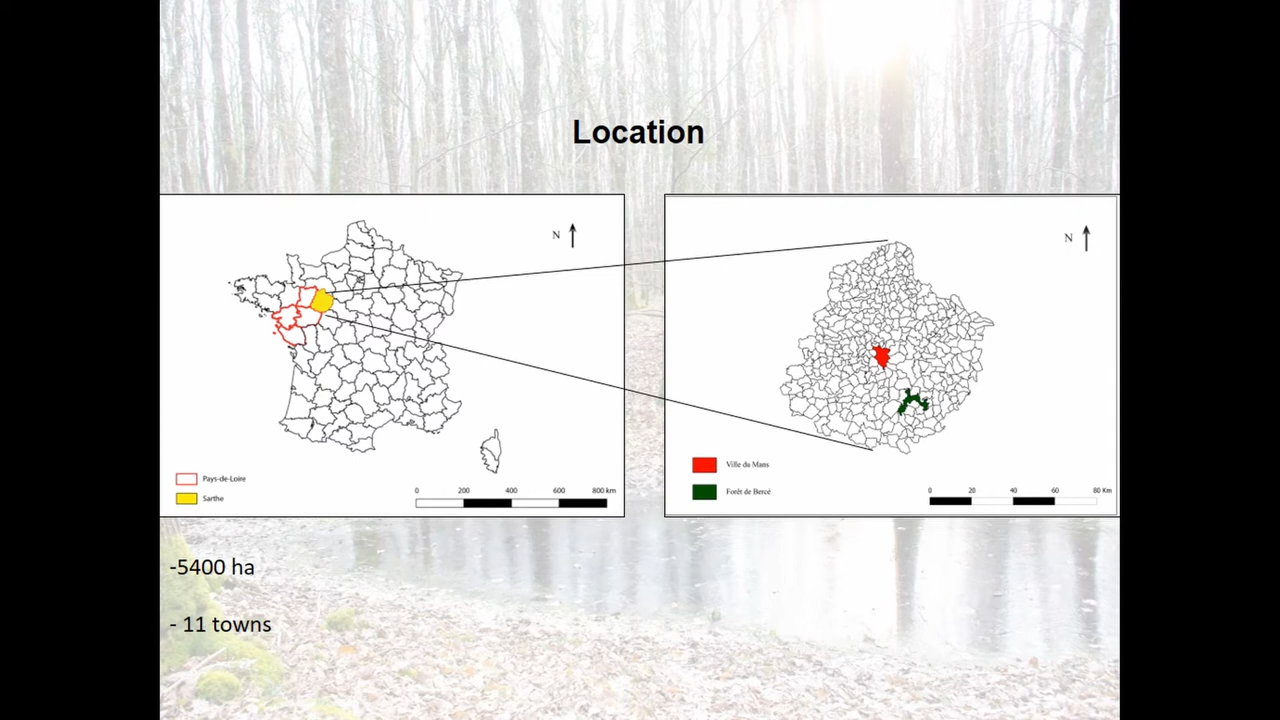 Location
N
Pays-de-Loire
Sarthe
0 200 400 600 800 km
N
Ville du Mans
Forêt de Bercé
0 20 40 60 80 Km
-5400 ha
- 11 towns